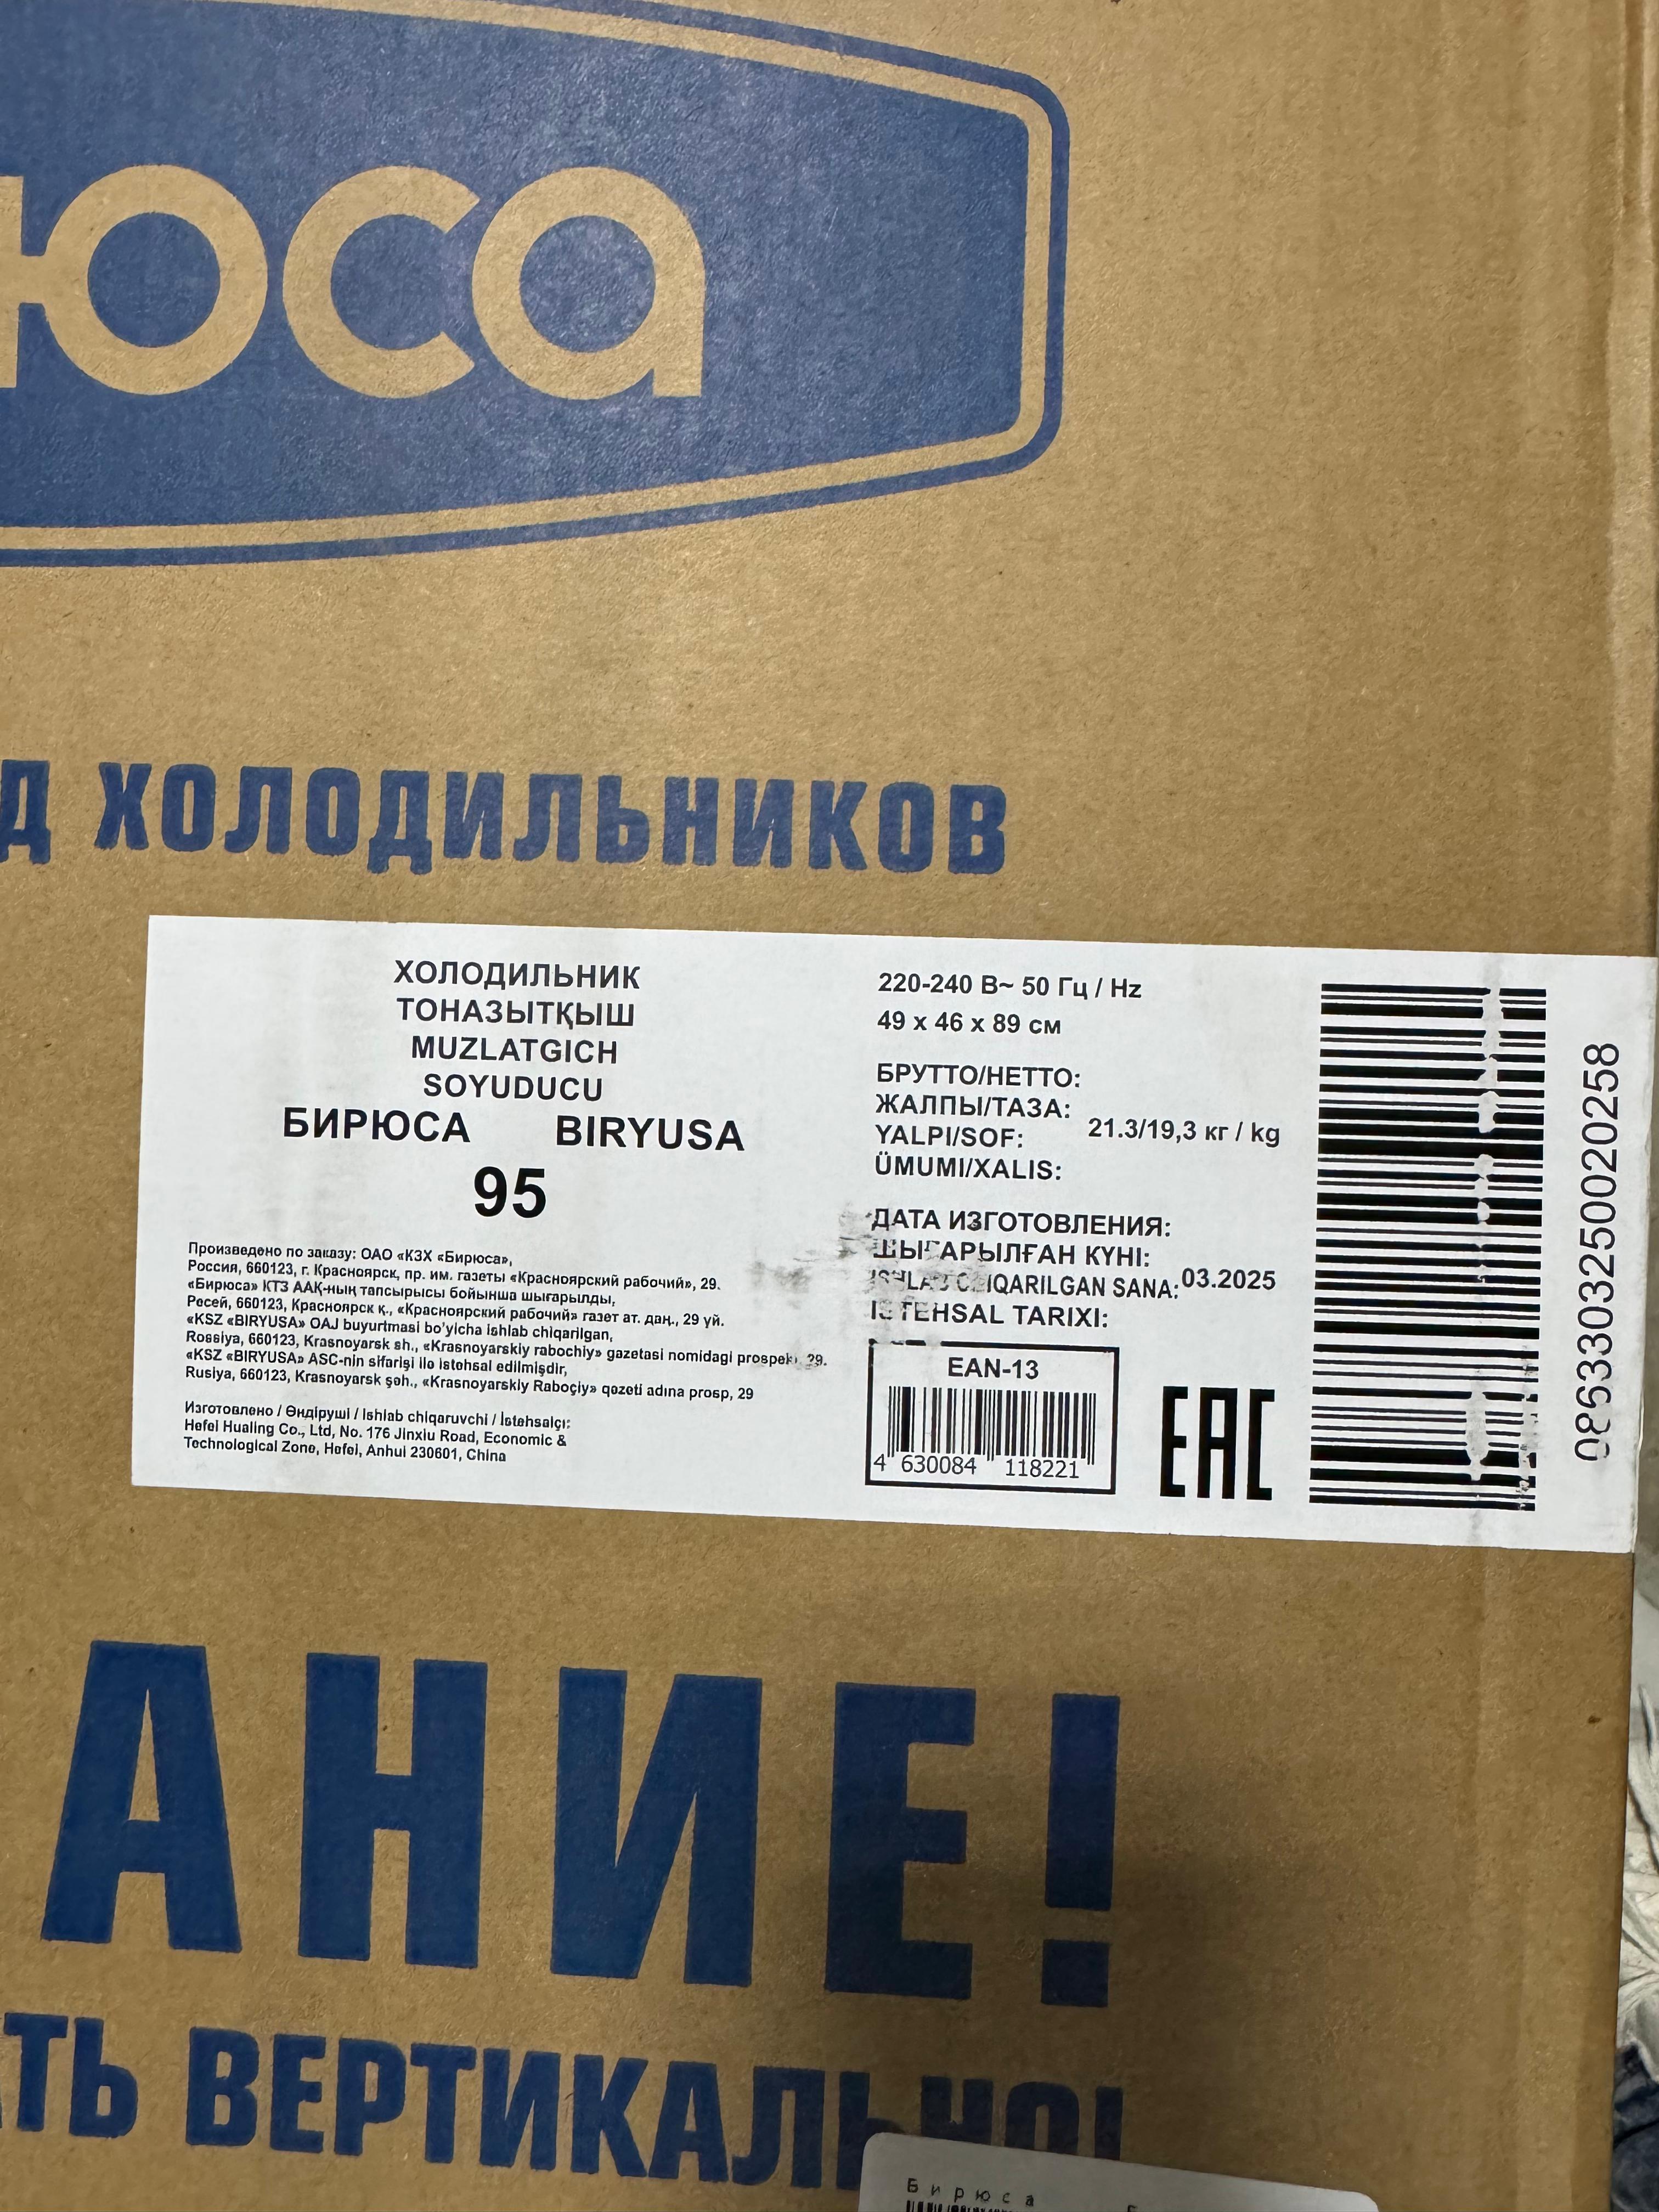 юса
Д ХОЛОДИЛЬНИКОВ
ХОЛОДИЛЬНИК
ТОНАЗЫТҚЫШ
MUZLATGICH
SOYUDUCU
БИРЮСА BIRYUSA
95
Произведено по заказу: ОАО «КЗХ «Бирюса»,
Россия, 660123, г. Красноярск, пр. им. газеты «Красноярский рабочий», 29.
«Бирюса» КТЗ ААҚ-ның тапсырысы бойынша шығарылды,
Ресей, 660123, Красноярск қ., «Красноярский рабочий» газет ат. даң., 29 үй.
«KSZ «BIRYUSA» OAJ buyurtmasi bo'yicha ishlab chiqarilgan,
Rossiya, 660123, Krasnoyarsk sh., «Krasnoyarskiy rabochiy» gazetasi nomidagi 29.
«KSZ «BIRYUSA» ASC-nin sifarişi ilə istehsal edilmişdir,
Rusiya, 660123, Krasnoyarsk şəh., «Krasnoyarskiy Raboçiy» qəzeti adına prosp, 29
Изготовлено / Өндіруші / Ishlab chiqaruvchi / İstehsalçı:
Hefei Hualing Co., Ltd, No. 176 Jinxiu Road, Economic &
Technological Zone, Hefei, Anhui 230601, China
220-240 В~ 50 Гц / Hz
49 x 46 x 89 см
БРУТТО/НЕТТО:
ЖАЛПЫ/ТАЗА:
YALPI/SOF:
ÜMUMI/XALIS:
21.3/19,3 кг / kg
ДАТА ИЗГОТОВЛЕНИЯ:
ШЫҒАРЫЛҒАН КҮНІ:
SANA: 03.2025
ISTEHSAL TARIXI:
EAN-13
4 630084 118221
EAC
0863303250020258
АНИЕ!
ТЬ ВЕРТИКАЛЬНО!
Бирюса